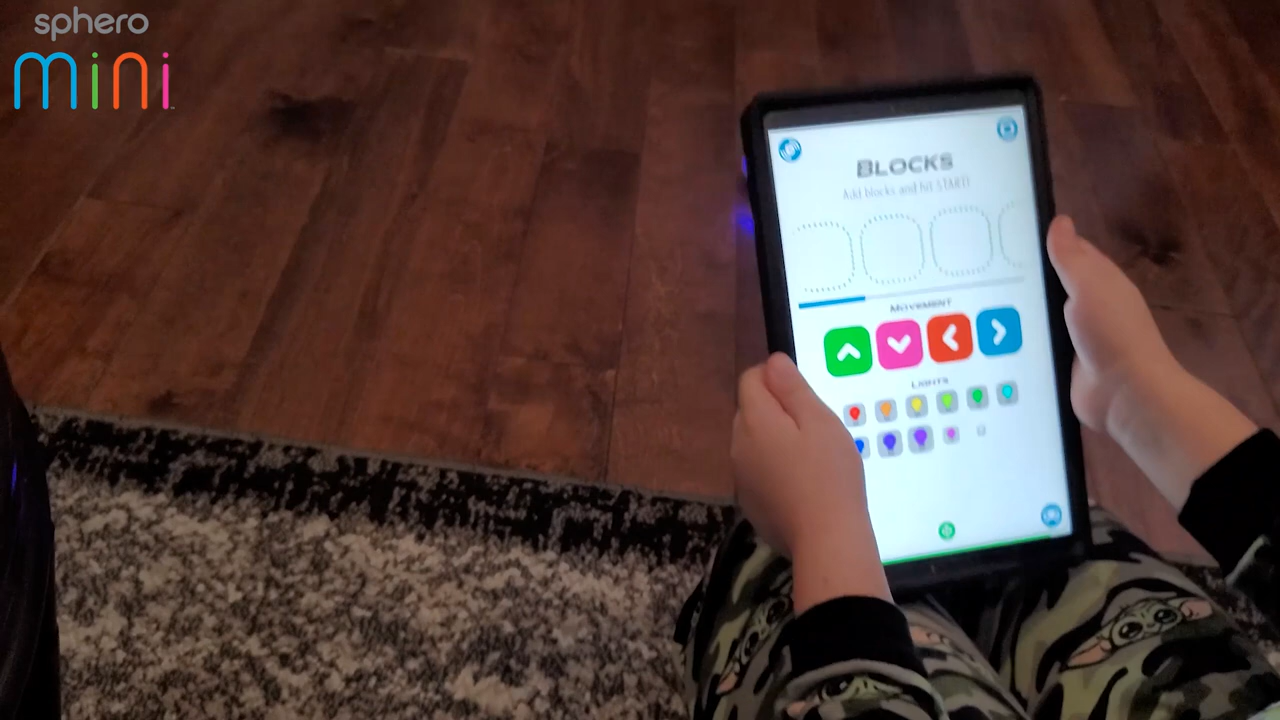 sphero
mini
BLOCKS
Add blocks and hit START!
MOVEMENT
LIGHTS